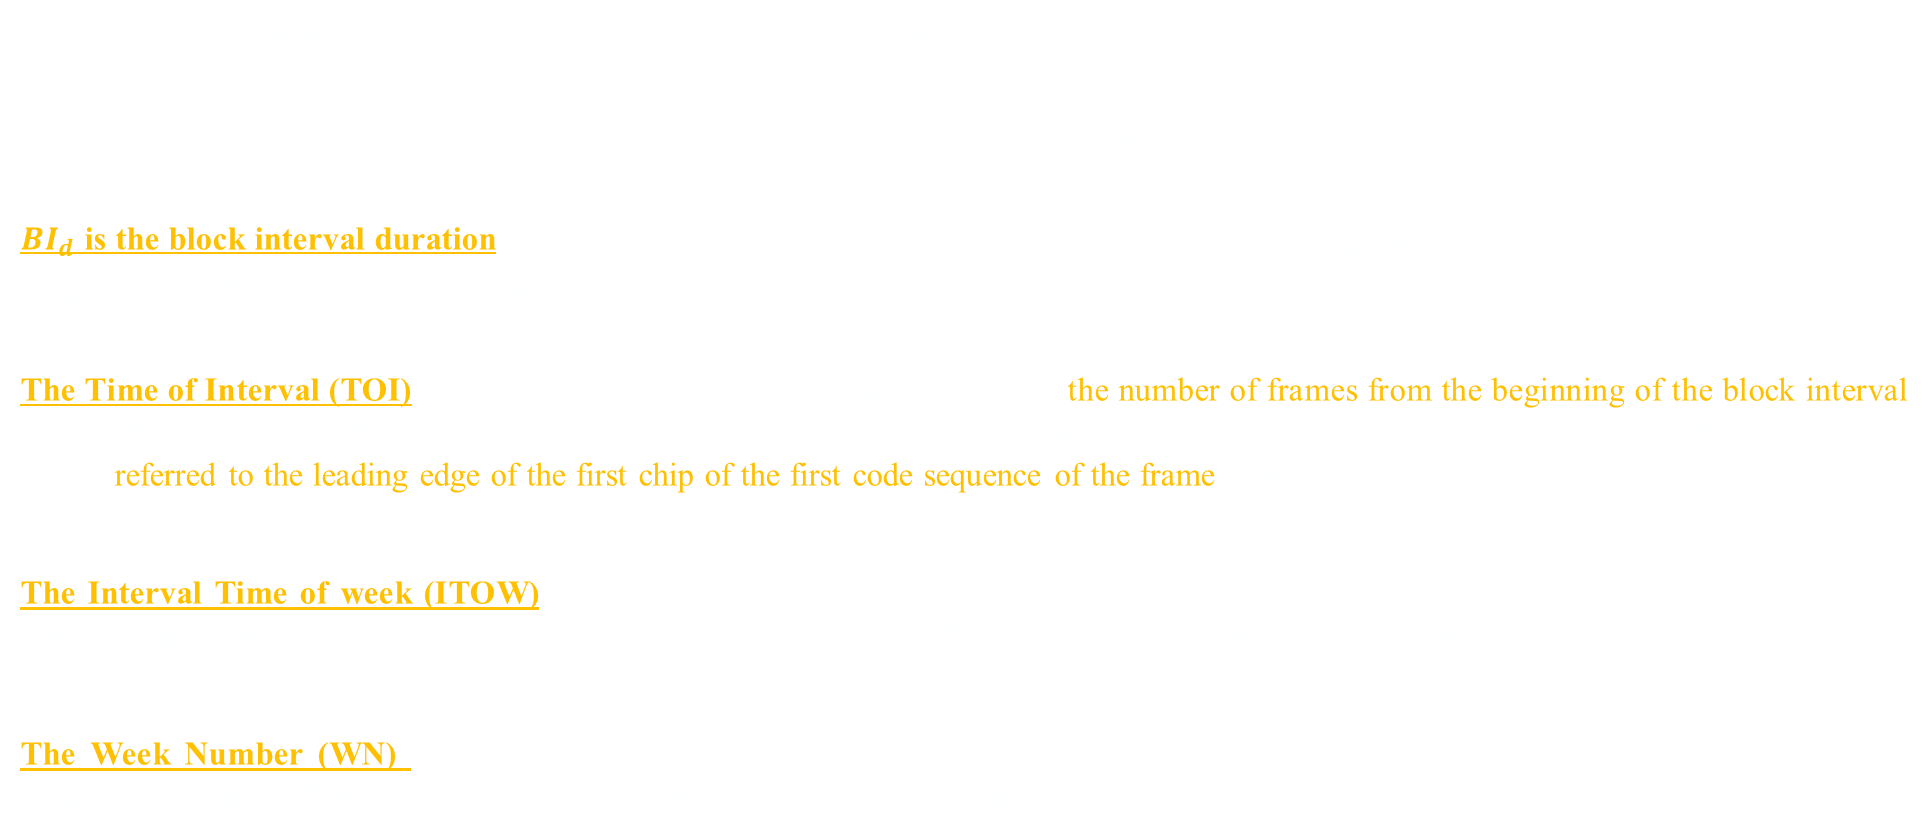 BI_d is the block interval duration
The Time of Interval (TOI) the number of frames from the beginning of the block interval
referred to the leading edge of the first chip of the first code sequence of the frame
The Interval Time of week (ITOW)
The Week Number (WN)